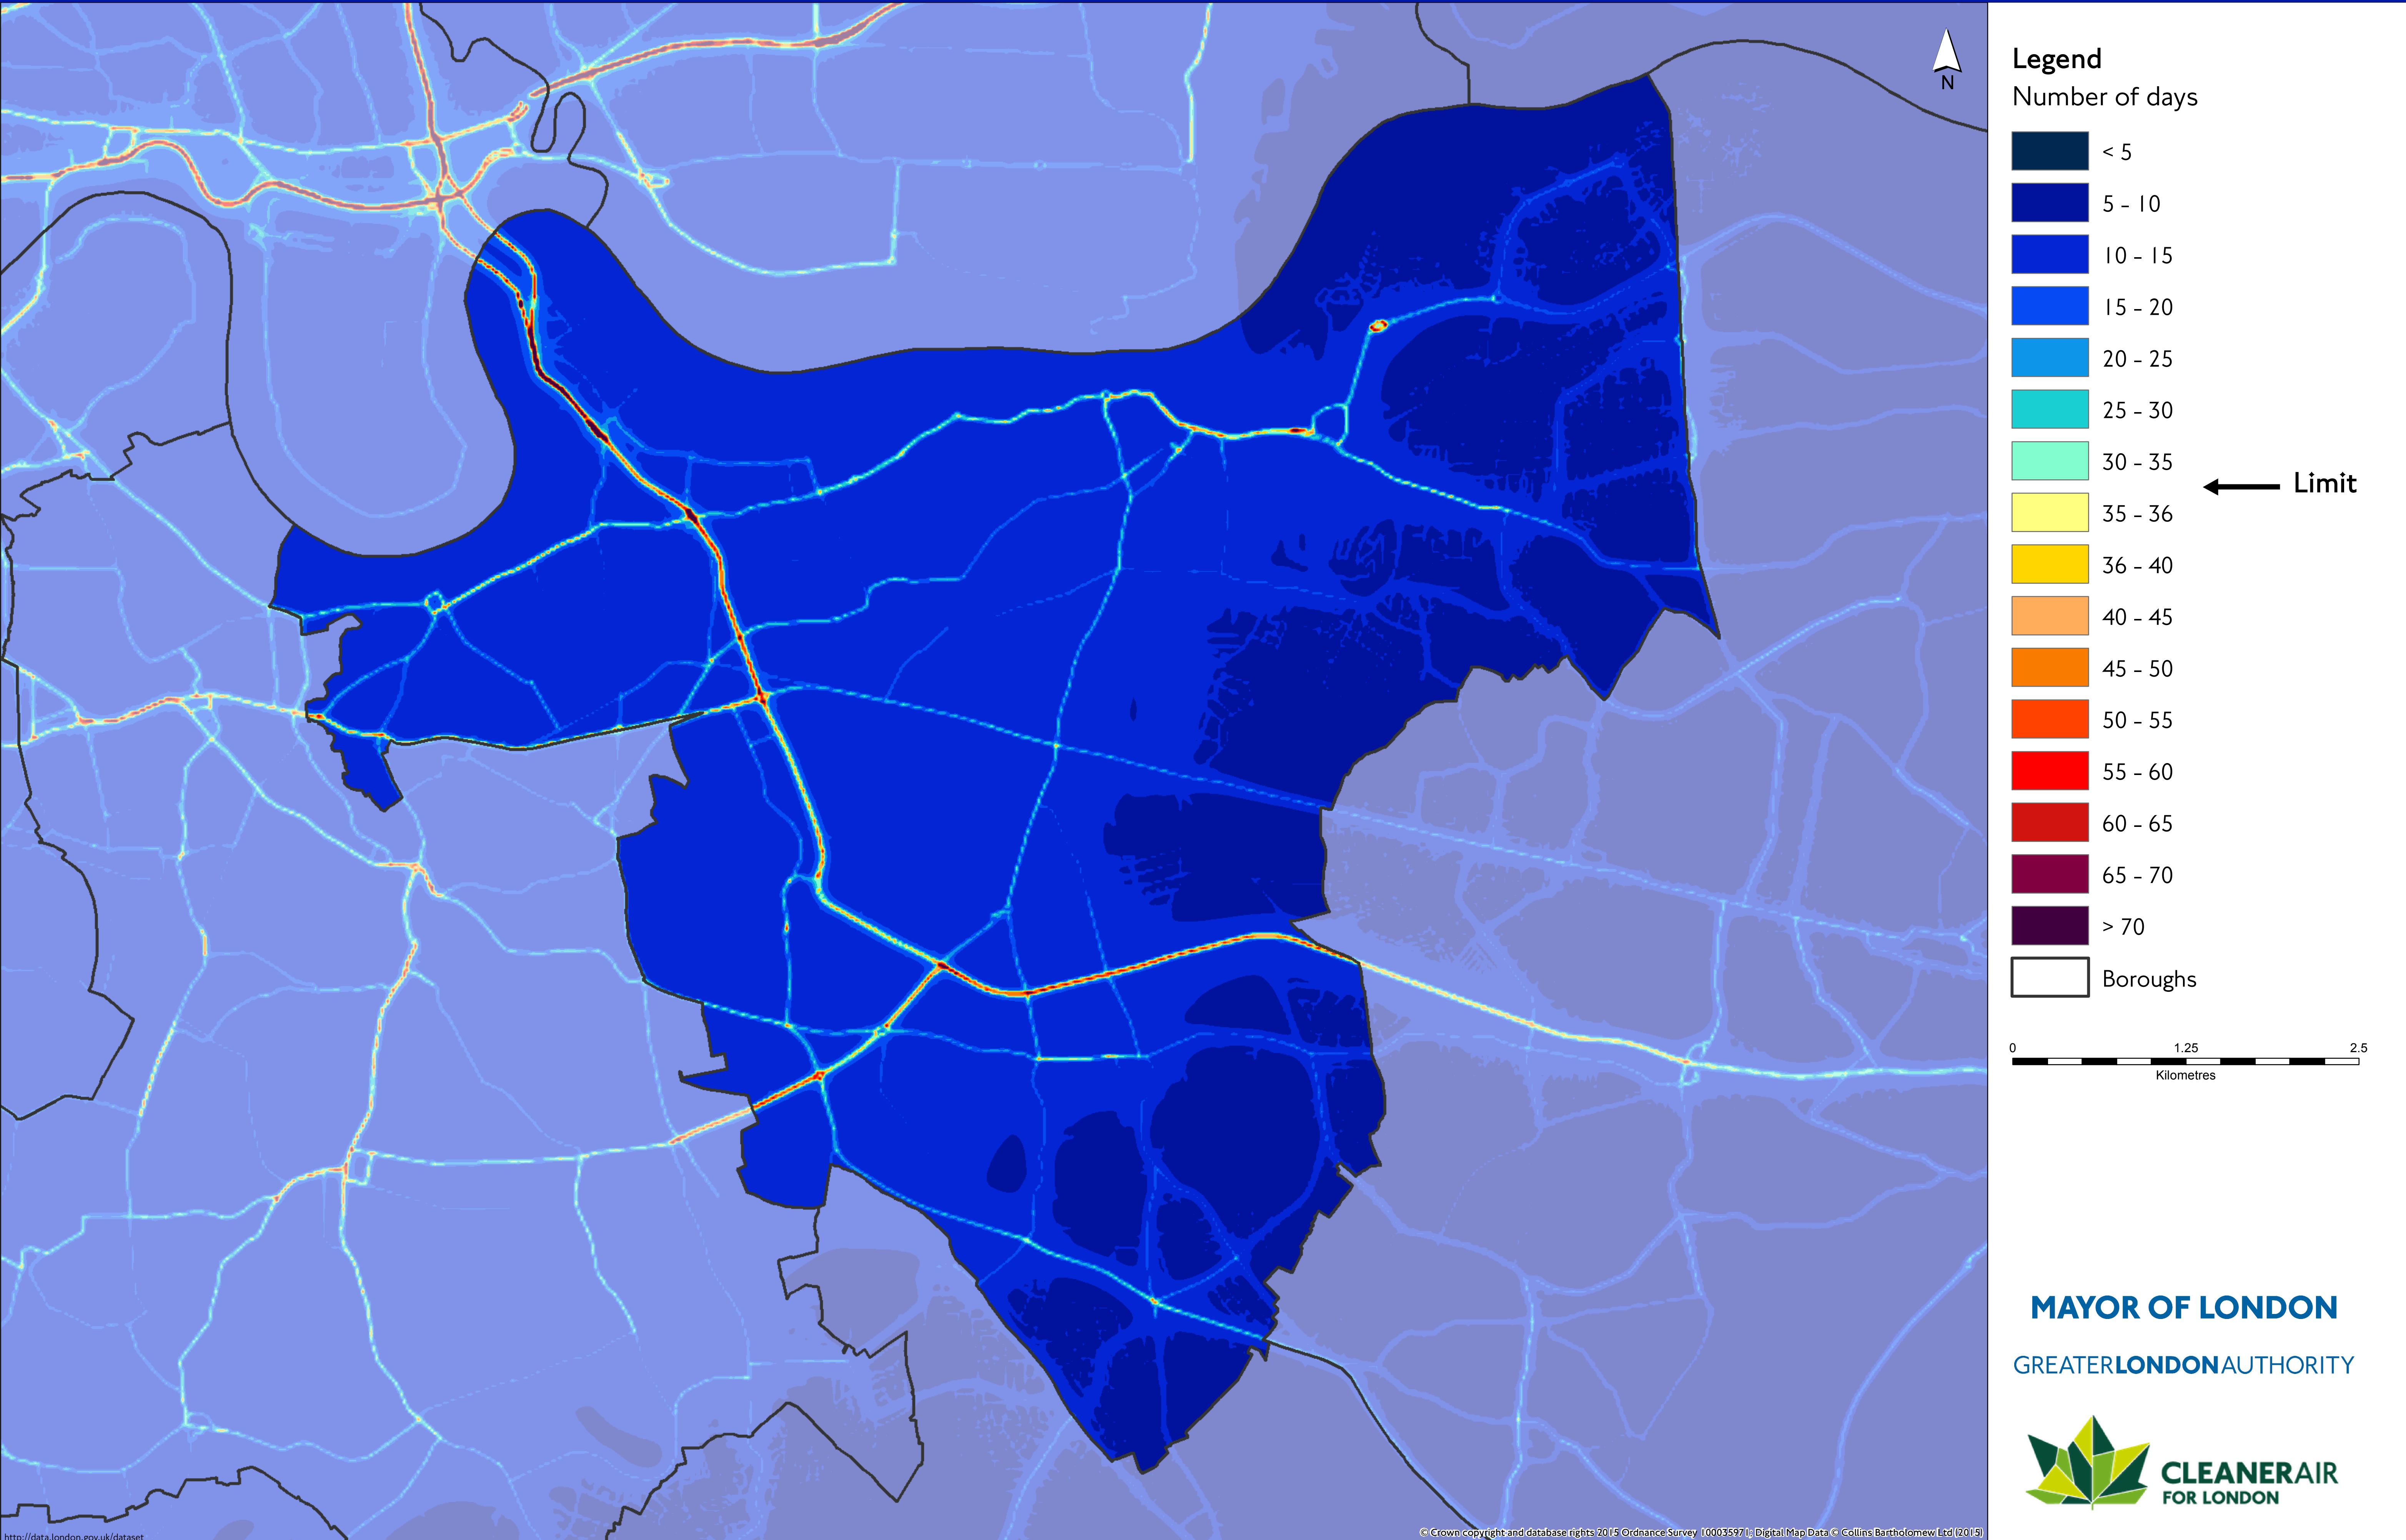 N
Legend
Number of days
< 5
5 - 10
10 - 15
15 - 20
20 - 25
25 - 30
30 - 35
Limit
35 - 36
36 - 40
40 - 45
45 - 50
50 - 55
55 - 60
60 - 65
65 - 70
> 70
Boroughs
0 1.25 2.5
Kilometres
MAYOR OF LONDON
GREATERLONDONAUTHORITY
CLEANERAIR
FOR LONDON
http://data.london.gov.uk/dataset
© Crown copyright and database rights 2015 Ordnance Survey 100035971; Digital Map Data © Collins Bartholomew Ltd (2015)